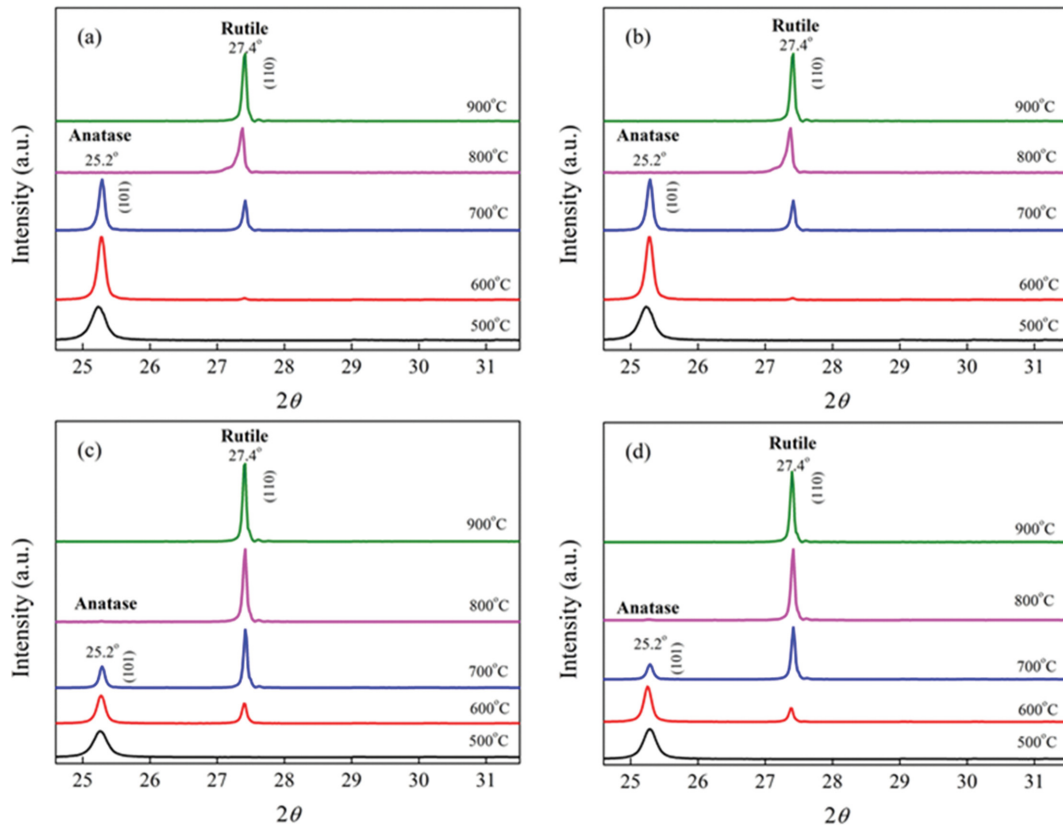 (a)
Rutile
27.4°
(110)
900°C
Anatase
25.2°
(101)
800°C
700°C
600°C
500°C
Intensity (a.u.)
25 26 27 28 29 30 31
2θ
(b)
Rutile
27.4°
(110)
900°C
Anatase
25.2°
(101)
800°C
700°C
600°C
500°C
Intensity (a.u.)
25 26 27 28 29 30 31
2θ
(c)
Rutile
27.4°
(110)
900°C
Anatase
800°C
25.2°
(101)
700°C
600°C
500°C
Intensity (a.u.)
25 26 27 28 29 30 31
2θ
(d)
Rutile
27.4°
(110)
900°C
Anatase
800°C
25.2°
(101)
700°C
600°C
500°C
Intensity (a.u.)
25 26 27 28 29 30 31
2θ